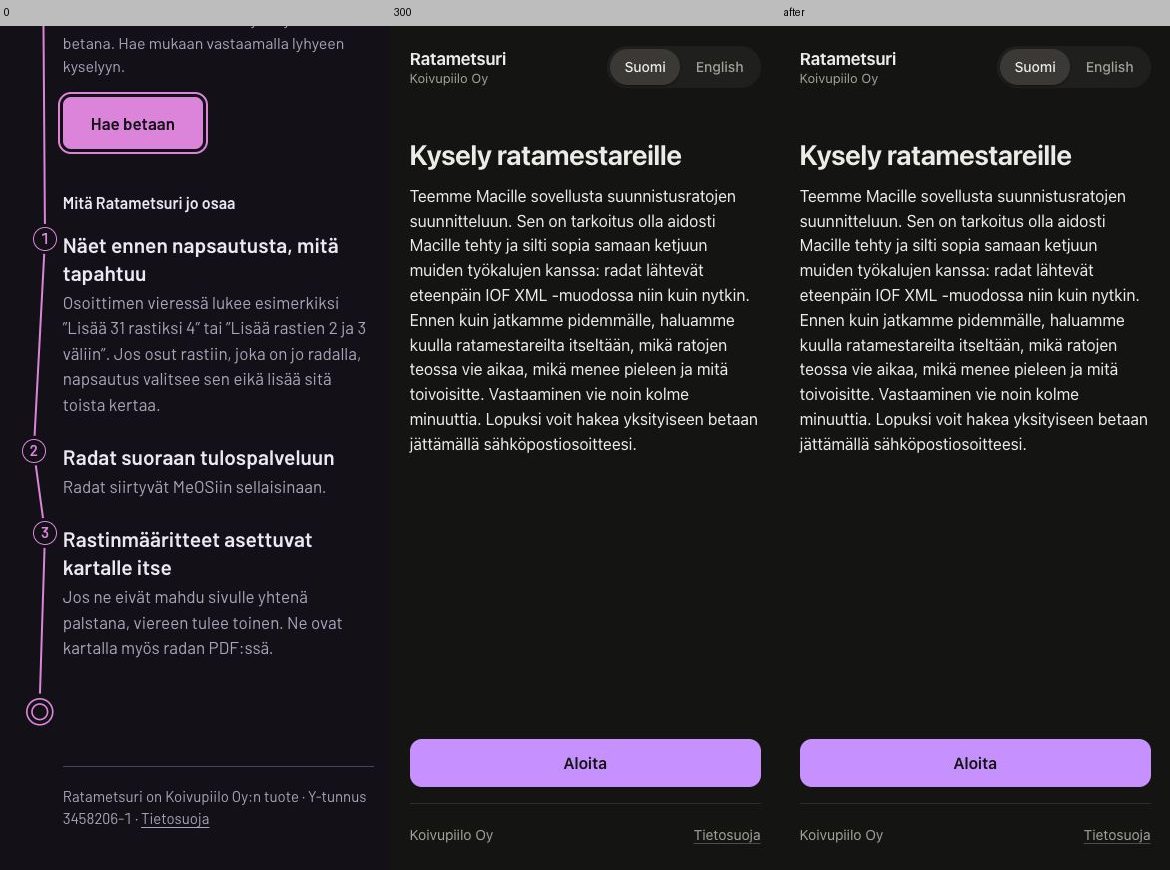 0
300
after
betana. Hae mukaan vastaamalla lyhyeen
kyselyyn.
Hae betaan
Mitä Ratametsuri jo osaa
1
Näet ennen napsautusta, mitä
tapahtuu
Osoittimen vieressä lukee esimerkiksi
”Lisää 31 rastiksi 4” tai ”Lisää rastien 2 ja 3
väliin”. Jos osut rastiin, joka on jo radalla,
napsautus valitsee sen eikä lisää sitä
toista kertaa.
2
Radat suoraan tulospalveluun
Radat siirtyvät MeOSiin sellaisinaan.
3
Rastinmääritteet asettuvat
kartalle itse
Jos ne eivät mahdu sivulle yhtenä
palstana, viereen tulee toinen. Ne ovat
kartalla myös radan PDF:ssä.
Ratametsuri on Koivupiilo Oy:n tuote · Y-tunnus
3458206-1 · Tietosuoja
Ratametsuri
Koivupiilo Oy
Suomi
English
Kysely ratamestareille
Teemme Macille sovellusta suunnistusratojen
suunnitteluun. Sen on tarkoitus olla aidosti
Macille tehty ja silti sopia samaan ketjuun
muiden työkalujen kanssa: radat lähtevät
eteenpäin IOF XML -muodossa niin kuin nytkin.
Ennen kuin jatkamme pidemmälle, haluamme
kuulla ratamestareilta itseltään, mikä ratojen
teossa vie aikaa, mikä menee pieleen ja mitä
toivoisitte. Vastaaminen vie noin kolme
minuuttia. Lopuksi voit hakea yksityiseen betaan
jättämällä sähköpostiosoitteesi.
Aloita
Koivupiilo Oy
Tietosuoja
Ratametsuri
Koivupiilo Oy
Suomi
English
Kysely ratamestareille
Teemme Macille sovellusta suunnistusratojen
suunnitteluun. Sen on tarkoitus olla aidosti
Macille tehty ja silti sopia samaan ketjuun
muiden työkalujen kanssa: radat lähtevät
eteenpäin IOF XML -muodossa niin kuin nytkin.
Ennen kuin jatkamme pidemmälle, haluamme
kuulla ratamestareilta itseltään, mikä ratojen
teossa vie aikaa, mikä menee pieleen ja mitä
toivoisitte. Vastaaminen vie noin kolme
minuuttia. Lopuksi voit hakea yksityiseen betaan
jättämällä sähköpostiosoitteesi.
Aloita
Koivupiilo Oy
Tietosuoja